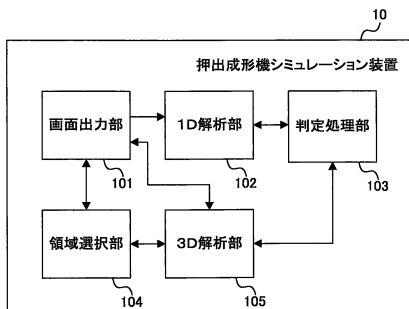 10
押出成形機シミュレーション装置
画面出力部
1D解析部
判定処理部
101
102
103
領域選択部
3D解析部
104
105